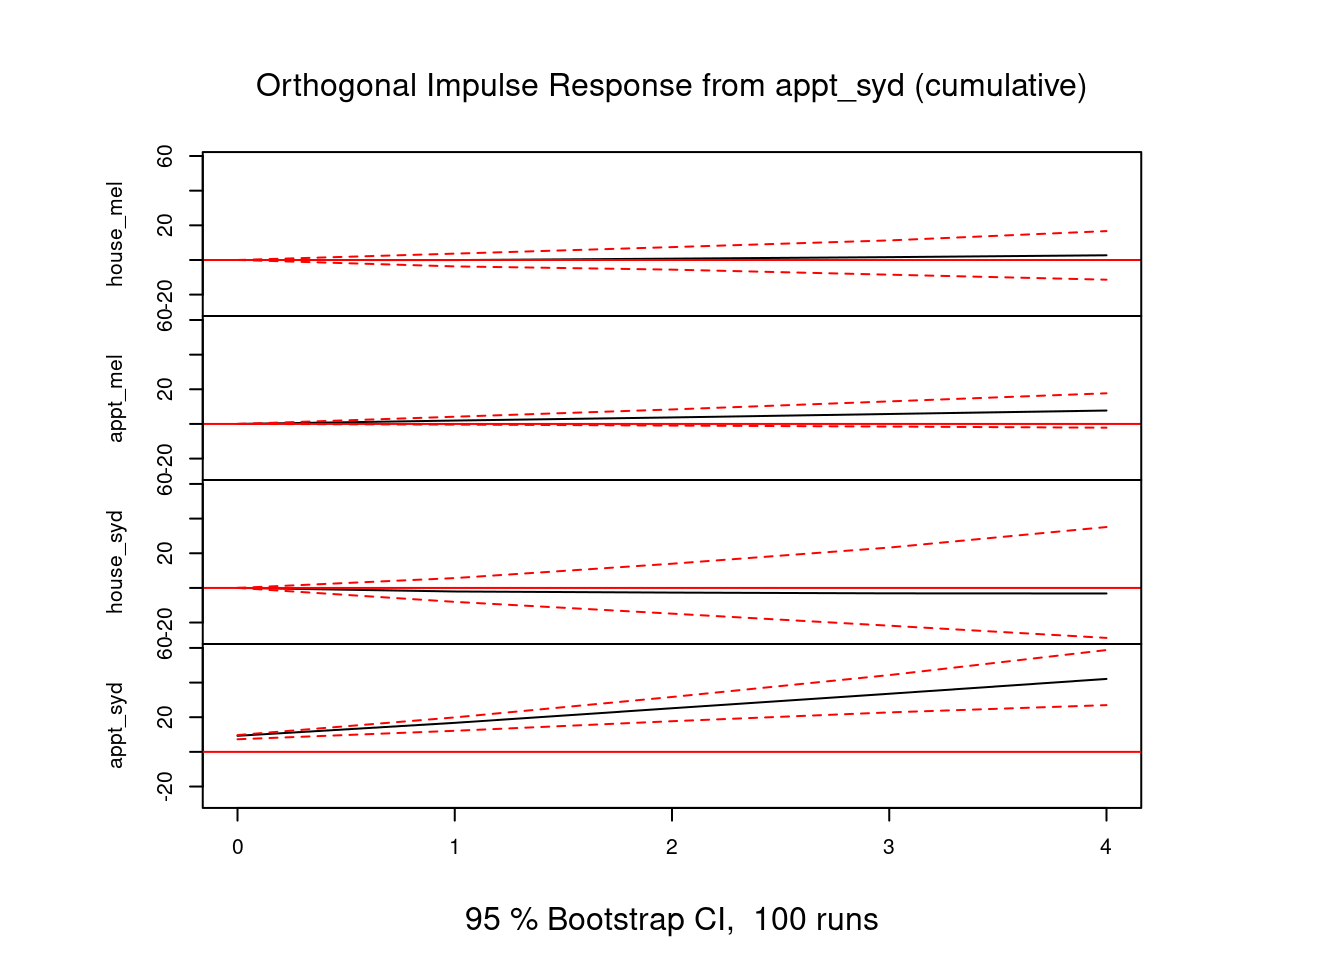 Orthogonal Impulse Response from appt_syd (cumulative)
house_mel
60
20
-20
appt_mel
60
20
-20
house_syd
60
20
-20
appt_syd
60
20
-20
0 1 2 3 4
95 % Bootstrap CI, 100 runs